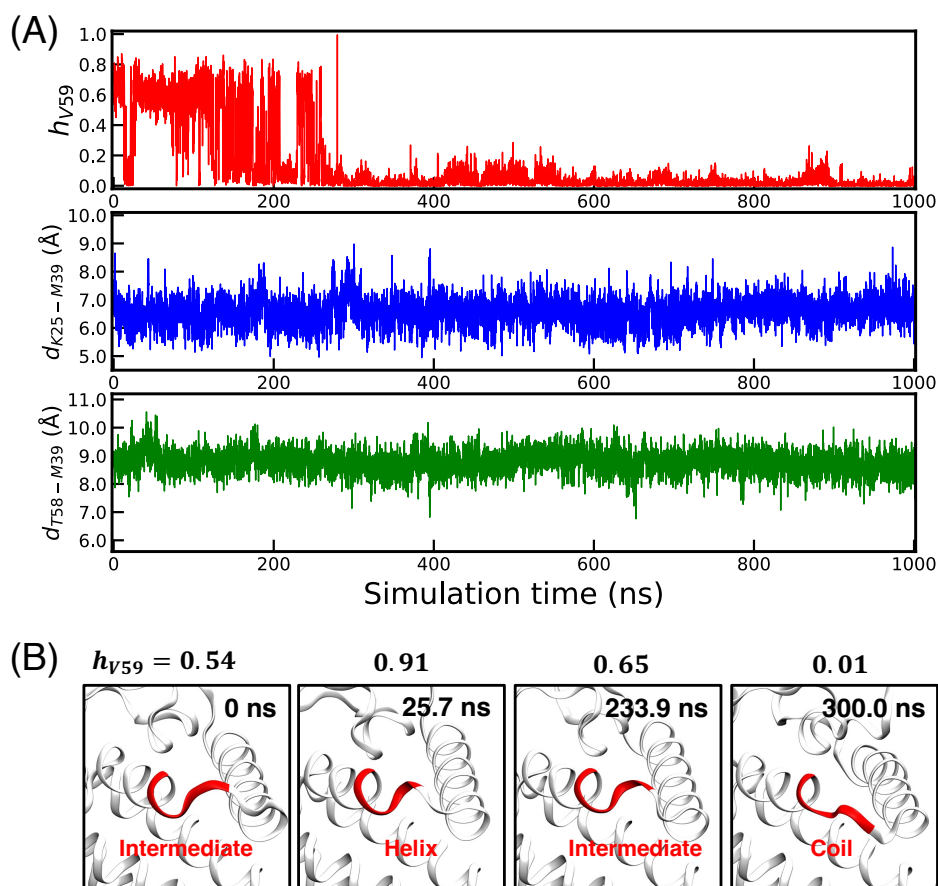 (A)
h_V59
1.0
0.8
0.6
0.4
0.2
0.0
0 200 400 600 800 1000
d_K25−M39 (Å)
10.0
9.0
8.0
7.0
6.0
5.0
0 200 400 600 800 1000
d_T58−M39 (Å)
11.0
10.0
9.0
8.0
7.0
6.0
0 200 400 600 800 1000
Simulation time (ns)
(B)
h_V59 = 0.54 0.91 0.65 0.01
0 ns 25.7 ns 233.9 ns 300.0 ns
Intermediate Helix Intermediate Coil